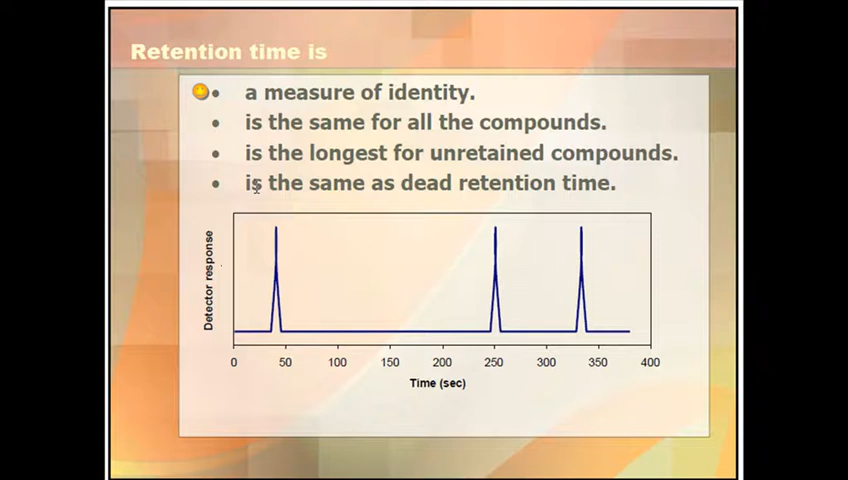 Retention time is
• a measure of identity.
• is the same for all the compounds.
• is the longest for unretained compounds.
• is the same as dead retention time.
Detector response
0 50 100 150 200 250 300 350 400
Time (sec)